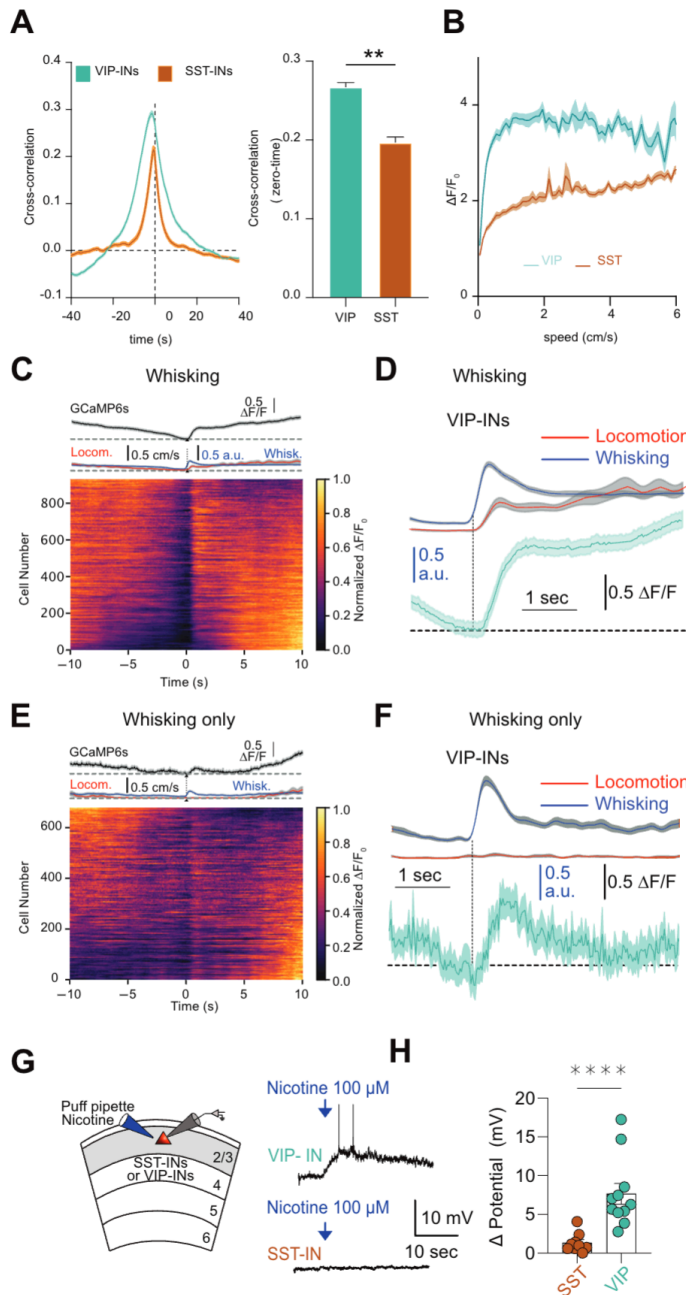 A
VIP-INs
SST-INs
0.4
0.3
0.2
0.1
0.0
-0.1
-40
20
0
20
40
Cross-correlation
time (s)
**
Cross-correlation
( zero-time)
0.3
0.2
0.1
0.0
VIP
SST
B
ΔF/F0
4
2
0
VIP
SST
0
2
4
6
speed (cm/s)
C
Whisking
GCaMP6s
0.5
ΔF/F
Locom.
0.5 cm/s
0.5 a.u.
Whisk.
Cell Number
800
600
400
200
0
−10
−5
0
5
10
Time (s)
1.0
0.8
0.6
0.4
0.2
0.0
Normalized ΔF/F0
D
Whisking
VIP-INs
Locomotion
Whisking
0.5
a.u.
1 sec
0.5 ΔF/F
E
Whisking only
GCaMP6s
0.5
ΔF/F
Locom.
0.5 cm/s
Whisk.
Cell Number
600
400
200
0
−10
−5
0
5
10
Time (s)
1.0
0.8
0.6
0.4
0.2
0.0
Normalized ΔF/F0
F
Whisking only
VIP-INs
Locomotion
Whisking
1 sec
0.5
a.u.
0.5 ΔF/F
G
Puff pipette
Nicotine
SST-INs
or VIP-INs
2/3
4
5
6
Nicotine 100 µM
VIP- IN
Nicotine 100 µM
SST-IN
10 mV
10 sec
H
****
Δ Potential (mV)
20
15
10
5
0
SST
VIP